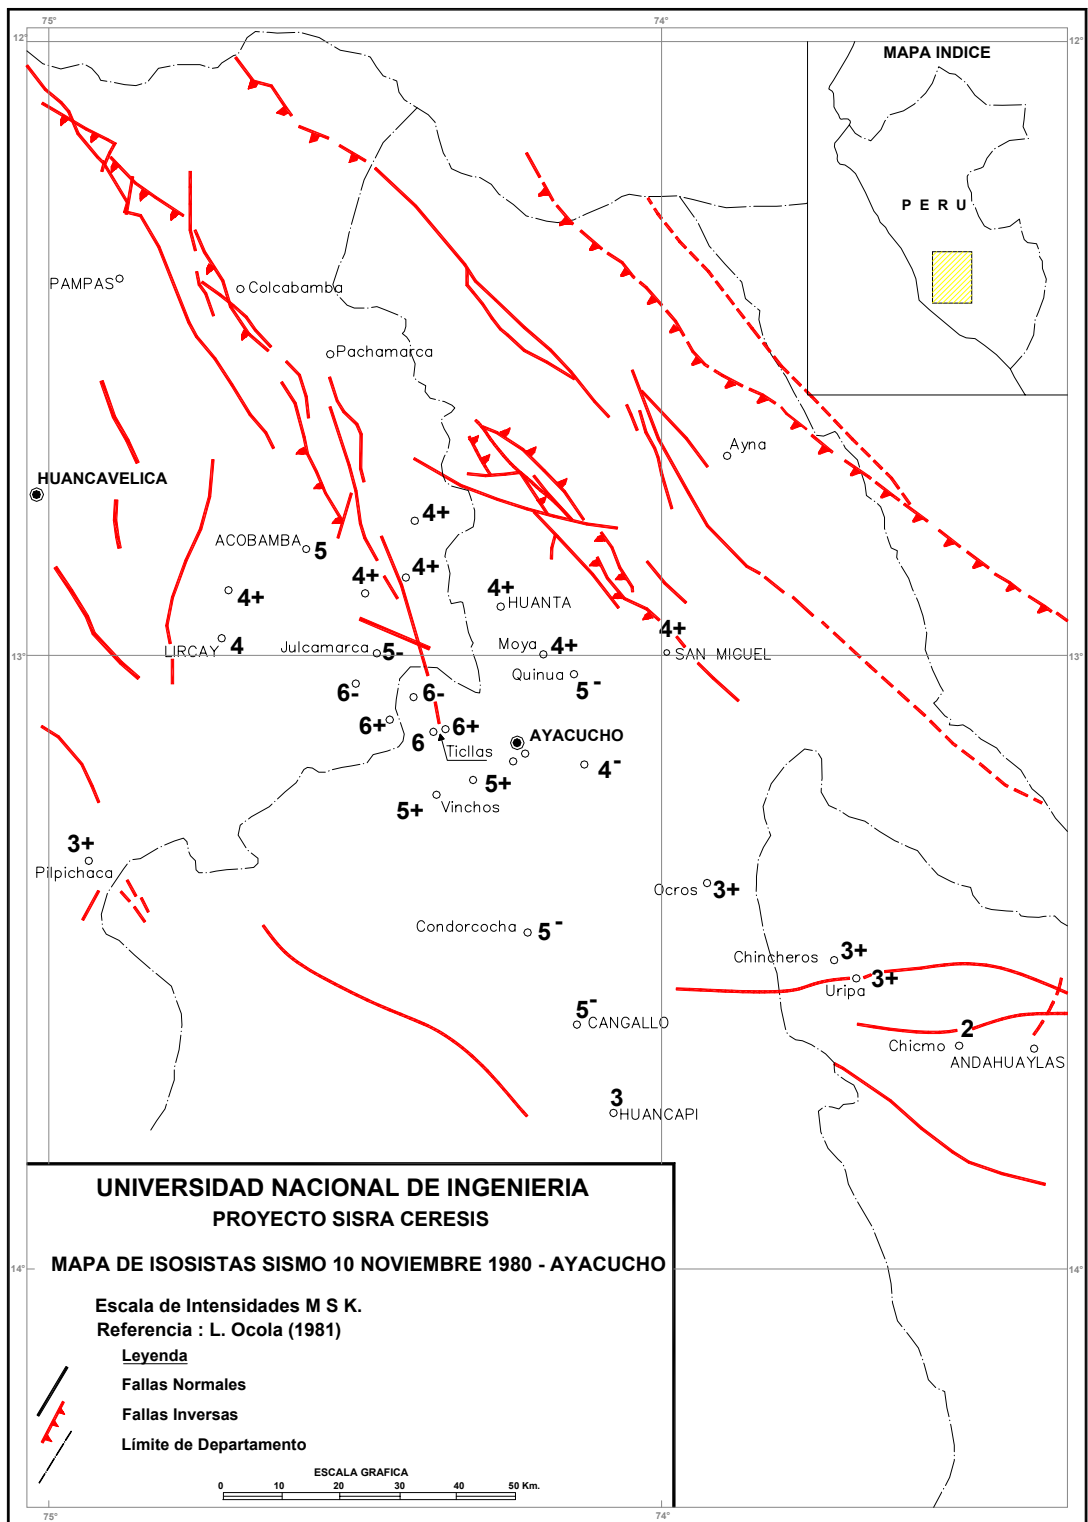 75°
74°
12°
12°
MAPA INDICE
P E R U
PAMPAS
Colcabamba
Pachamarca
Ayna
HUANCAVELICA
4+
ACOBAMBA
5
4+
4+
4+
4+
HUANTA
4+
LIRCAY
4
Julcamarca
5-
Moya
4+
SAN MIGUEL
13°
13°
Quinua
5-
6-
6-
6+
6
6+
Ticllas
AYACUCHO
4-
5+
5+
Vinchos
3+
Pilpichaca
Ocros
3+
Condorcocha
5-
Chincheros
3+
Uripa
3+
5-
CANGALLO
2
Chicmo
ANDAHUAYLAS
3
HUANCAPI
UNIVERSIDAD NACIONAL DE INGENIERIA
PROYECTO SISRA CERESIS
MAPA DE ISOSISTAS SISMO 10 NOVIEMBRE 1980 - AYACUCHO
14°
14°
Escala de Intensidades M S K.
Referencia : L. Ocola (1981)
Leyenda
Fallas Normales
Fallas Inversas
Límite de Departamento
ESCALA GRAFICA
0 10 20 30 40 50 Km.
75°
74°